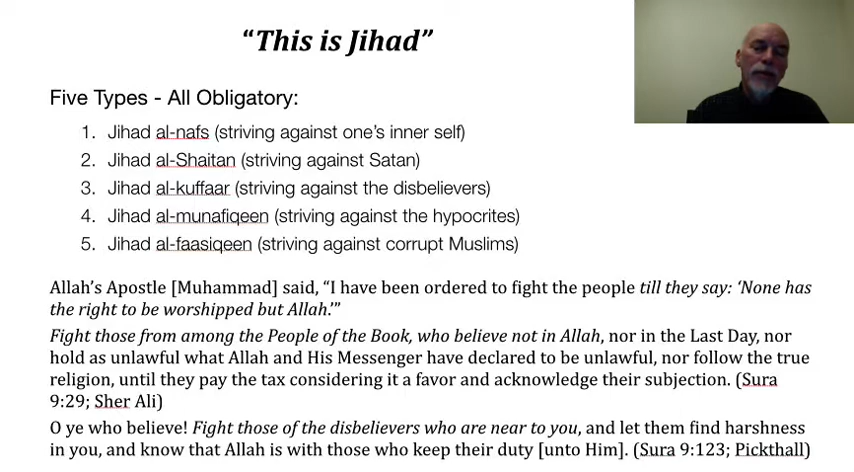 “This is Jihad”
Five Types - All Obligatory:
1. Jihad al-nafs (striving against one’s inner self)
2. Jihad al-Shaitan (striving against Satan)
3. Jihad al-kuffaar (striving against the disbelievers)
4. Jihad al-munafiqeen (striving against the hypocrites)
5. Jihad al-faasiqeen (striving against corrupt Muslims)
Allah’s Apostle [Muhammad] said, “I have been ordered to fight the people till they say: ‘None has
the right to be worshipped but Allah.’”
Fight those from among the People of the Book, who believe not in Allah, nor in the Last Day, nor
hold as unlawful what Allah and His Messenger have declared to be unlawful, nor follow the true
religion, until they pay the tax considering it a favor and acknowledge their subjection. (Sura
9:29; Sher Ali)
O ye who believe! Fight those of the disbelievers who are near to you, and let them find harshness
in you, and know that Allah is with those who keep their duty [unto Him]. (Sura 9:123; Pickthall)